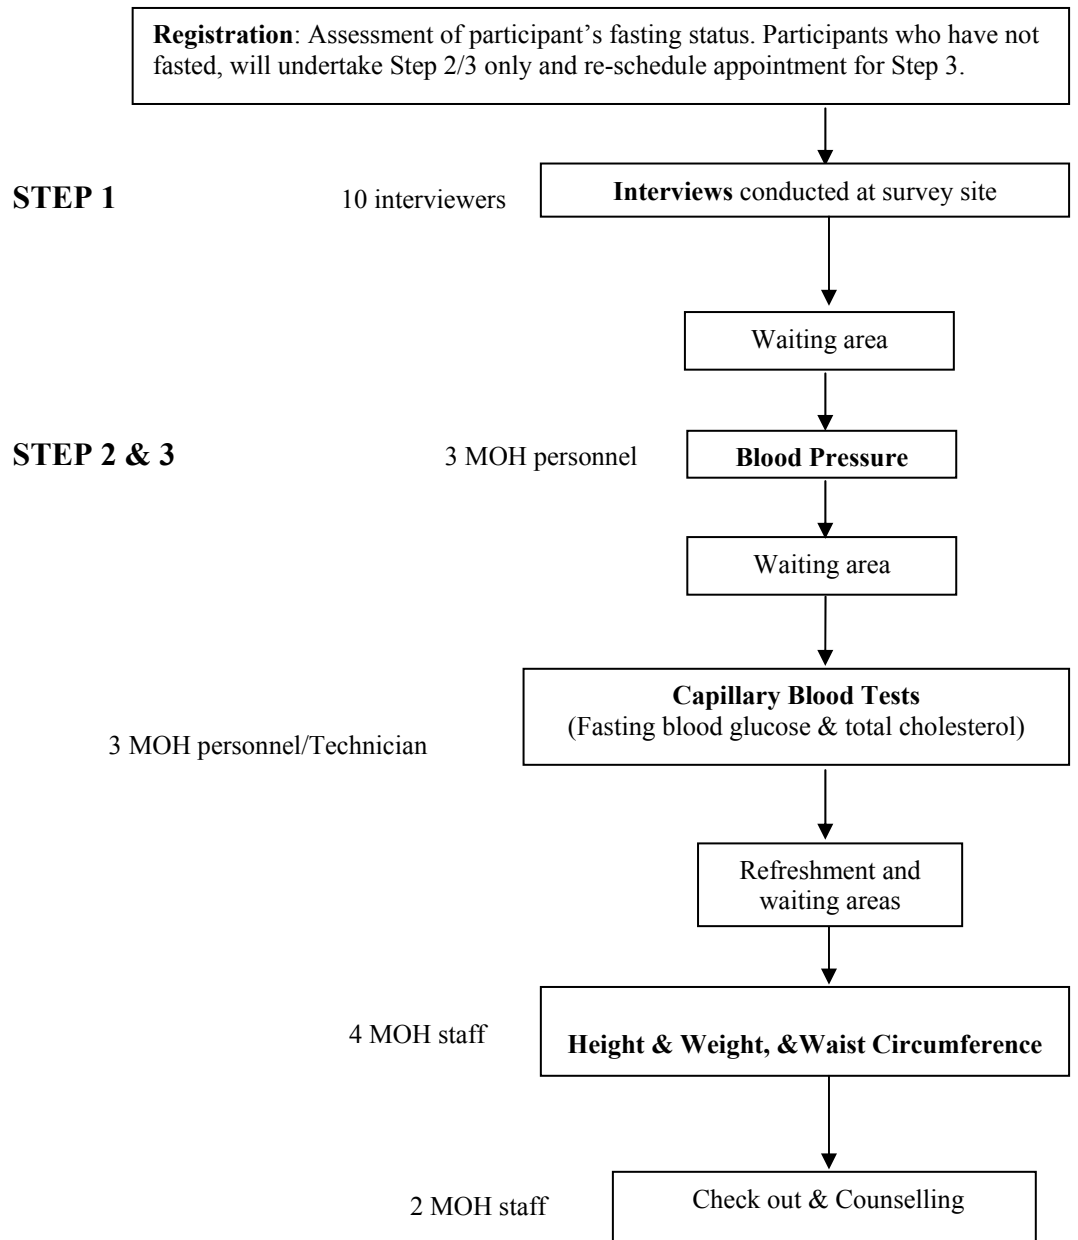 Registration: Assessment of participant’s fasting status. Participants who have not
fasted, will undertake Step 2/3 only and re-schedule appointment for Step 3.
STEP 1
10 interviewers
Interviews conducted at survey site
Waiting area
STEP 2 & 3
3 MOH personnel
Blood Pressure
Waiting area
Capillary Blood Tests
(Fasting blood glucose & total cholesterol)
3 MOH personnel/Technician
Refreshment and
waiting areas
4 MOH staff
Height & Weight, &Waist Circumference
2 MOH staff
Check out & Counselling